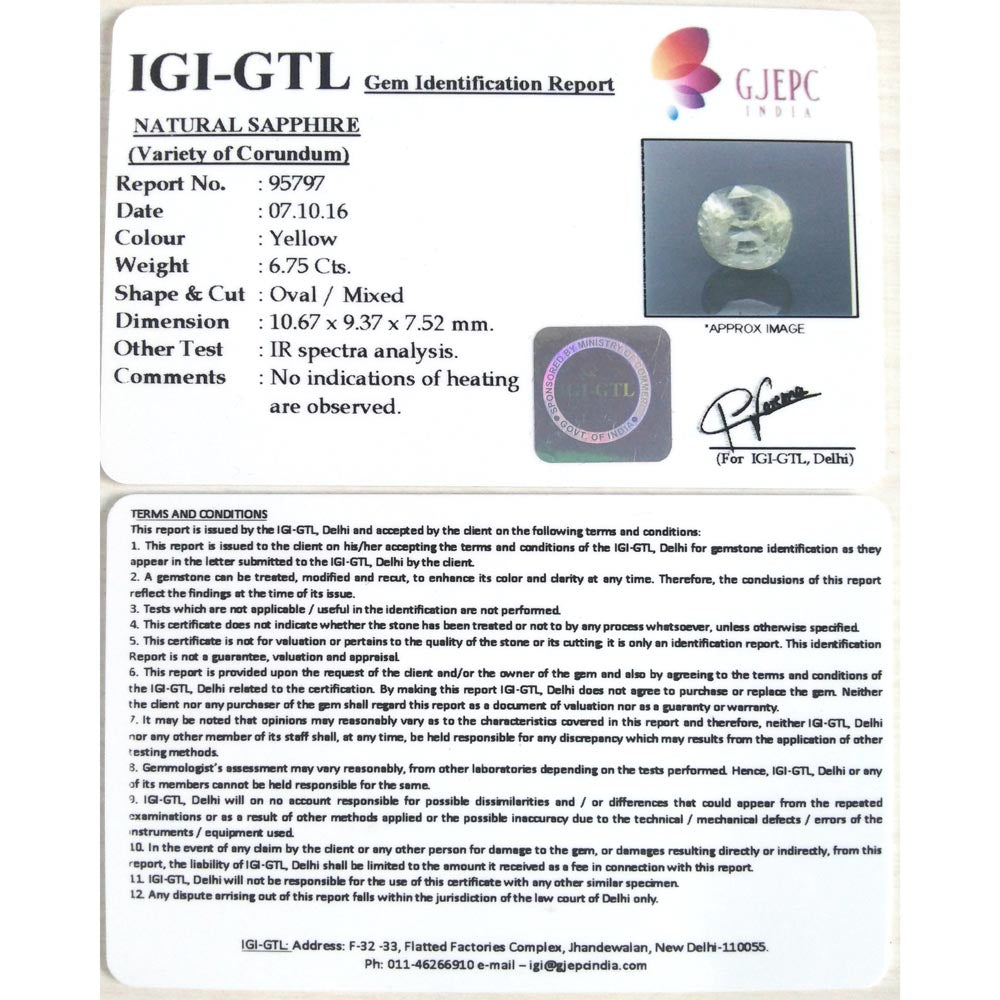 IGI-GTL Gem Identification Report
GJEPC
INDIA
NATURAL SAPPHIRE
(Variety of Corundum)
Report No. : 95797
Date : 07.10.16
Colour : Yellow
Weight : 6.75 Cts.
Shape & Cut : Oval / Mixed
Dimension : 10.67 x 9.37 x 7.52 mm.
Other Test : IR spectra analysis.
Comments : No indications of heating
are observed.
*APPROX IMAGE
SPONSORED BY MINISTRY OF COMMERCE
IGI-GTL
GOVT. OF INDIA
(For IGI-GTL, Delhi)
TERMS AND CONDITIONS
This report is issued by the IGI-GTL, Delhi and accepted by the client on the following terms and conditions:
1. This report is issued to the client on his/her accepting the terms and conditions of the IGI-GTL, Delhi for gemstone identification as they
appear in the letter submitted to the IGI-GTL, Delhi by the client.
2. A gemstone can be treated, modified and recut, to enhance its color and clarity at any time. Therefore, the conclusions of this report
reflect the findings at the time of its issue.
3. Tests which are not applicable / useful in the identification are not performed.
4. This certificate does not indicate whether the stone has been treated or not to by any process whatsoever, unless otherwise specified.
5. This certificate is not for valuation or pertains to the quality of the stone or its cutting; it is only an identification report. This identification
Report is not a guarantee, valuation and appraisal.
6. This report is provided upon the request of the client and/or the owner of the gem and also by agreeing to the terms and conditions of
the IGI-GTL, Delhi related to the certification. By making this report IGI-GTL, Delhi does not agree to purchase or replace the gem. Neither
the client nor any purchaser of the gem shall regard this report as a document of valuation nor as a guaranty or warranty.
7. It may be noted that opinions may reasonably vary as to the characteristics covered in this report and therefore, neither IGI-GTL, Delhi
nor any other member of its staff shall, at any time, be held responsible for any discrepancy which may results from the application of other
testing methods.
8. Gemmologist's assessment may vary reasonably, from other laboratories depending on the tests performed. Hence, IGI-GTL, Delhi or any
of its members cannot be held responsible for the same.
9. IGI-GTL, Delhi will on no account responsible for possible dissimilarities and / or differences that could appear from the repeated
examinations or as a result of other methods applied or the possible inaccuracy due to the technical / mechanical defects / errors of the
instruments / equipment used.
10. In the event of any claim by the client or any other person for damage to the gem, or damages resulting directly or indirectly, from this
report, the liability of IGI-GTL, Delhi shall be limited to the amount it received as a fee in connection with this report.
11. IGI-GTL, Delhi will not be responsible for the use of this certificate with any other similar specimen.
12. Any dispute arrising out of this report falls within the jurisdiction of the law court of Delhi only.
IGI-GTL: Address: F-32 -33, Flatted Factories Complex, Jhandewalan, New Delhi-110055.
Ph: 011-46266910 e-mail – igi@gjepcindia.com